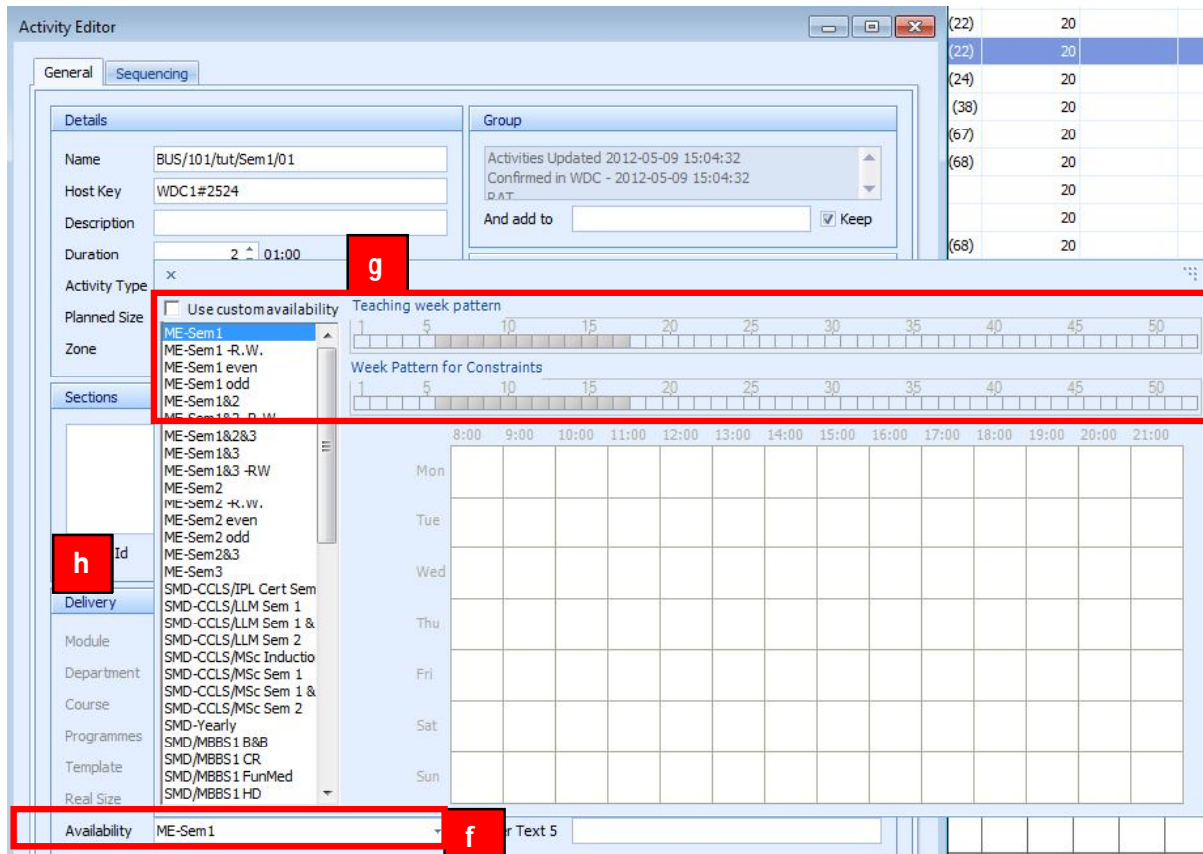 Activity Editor
General Sequencing
Details
Name BUS/101/tut/Sem1/01
Host Key WDC1#2524
Description
Duration 2 01:00
Activity Type
Planned Size
Zone
Sections
Id
Delivery
Module
Department
Course
Programmes
Template
Real Size
Availability ME-Sem1
Group
Activities Updated 2012-05-09 15:04:32
Confirmed in WDC - 2012-05-09 15:04:32
RAT
And add to Keep
(22) 20
(22) 20
(24) 20
(38) 20
(67) 20
(68) 20
20
20
(68) 20
g
Use custom availability
ME-Sem1
ME-Sem1 -R.W.
ME-Sem1 even
ME-Sem1 odd
ME-Sem1&2
ME-Sem1&2 -R.W.
ME-Sem1&2&3
ME-Sem1&3
ME-Sem1&3 -RW
ME-Sem2
ME-Sem2 -R.W.
ME-Sem2 even
ME-Sem2 odd
ME-Sem2&3
ME-Sem3
SMD-CCLS/IPL Cert Sem
SMD-CCLS/LLM Sem 1
SMD-CCLS/LLM Sem 1 &
SMD-CCLS/LLM Sem 2
SMD-CCLS/MSc Inductio
SMD-CCLS/MSc Sem 1
SMD-CCLS/MSc Sem 1 &
SMD-CCLS/MSc Sem 2
SMD-Yearly
SMD/MBBS1 B&B
SMD/MBBS1 CR
SMD/MBBS1 FunMed
SMD/MBBS1 HD
Teaching week pattern
1 5 10 15 20 25 30 35 40 45 50
Week Pattern for Constraints
1 5 10 15 20 25 30 35 40 45 50
8:00 9:00 10:00 11:00 12:00 13:00 14:00 15:00 16:00 17:00 18:00 19:00 20:00 21:00
Mon
Tue
Wed
Thu
Fri
Sat
Sun
h
f
r Text 5